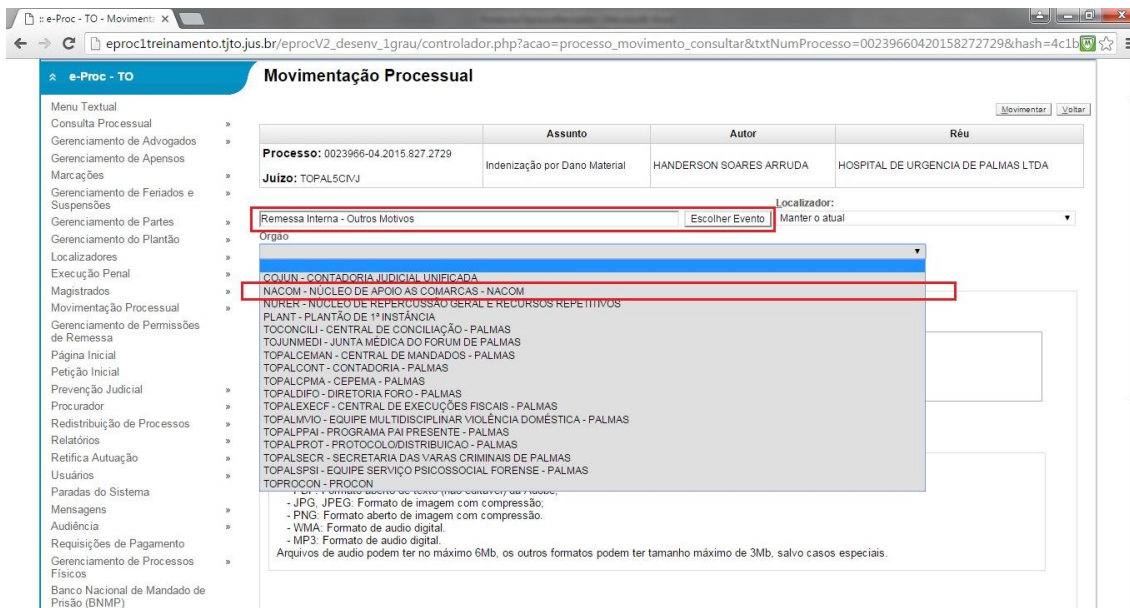 :: e-Proc - TO - Movimenta
eproc1treinamento.tjto.jus.br/eprocV2_desenv_1grau/controlador.php?acao=processo_movimento_consultar&txtNumProcesso=00239660420158272729&hash=4c1b
e-Proc - TO
Menu Textual
Consulta Processual
Gerenciamento de Advogados
Gerenciamento de Apensos
Marcações
Gerenciamento de Feriados e
Suspensões
Gerenciamento de Partes
Gerenciamento do Plantão
Localizadores
Execução Penal
Magistrados
Movimentação Processual
Gerenciamento de Permissões
de Remessa
Página Inicial
Petição Inicial
Prevenção Judicial
Procurador
Redistribuição de Processos
Relatórios
Retifica Autuação
Usuários
Paradas do Sistema
Mensagens
Audiência
Requisições de Pagamento
Gerenciamento de Processos
Físicos
Banco Nacional de Mandado de
Prisão (BNMP)
Movimentação Processual
Movimentar Voltar
Assunto Autor Réu
Processo: 0023966-04.2015.827.2729
Juízo: TOPAL5CIVJ
Indenização por Dano Material HANDERSON SOARES ARRUDA HOSPITAL DE URGENCIA DE PALMAS LTDA
Localizador:
Remessa Interna - Outros Motivos Escolher Evento Manter o atual
Órgão
COJUN - CONTADORIA JUDICIAL UNIFICADA
NACOM - NÚCLEO DE APOIO AS COMARCAS - NACOM
NURER - NÚCLEO DE REPERCUSSÃO GERAL E RECURSOS REPETITIVOS
PLANT - PLANTÃO DE 1ª INSTÂNCIA
TOCONCILI - CENTRAL DE CONCILIAÇÃO - PALMAS
TOJUNMEDI - JUNTA MÉDICA DO FORUM DE PALMAS
TOPALCEMAN - CENTRAL DE MANDADOS - PALMAS
TOPALCONT - CONTADORIA - PALMAS
TOPALCPMA - CEPEMA - PALMAS
TOPALDIFO - DIRETORIA FORO - PALMAS
TOPALEXECF - CENTRAL DE EXECUÇÕES FISCAIS - PALMAS
TOPALMVIO - EQUIPE MULTIDISCIPLINAR VIOLÊNCIA DOMÉSTICA - PALMAS
TOPALPPAI - PROGRAMA PAI PRESENTE - PALMAS
TOPALPROT - PROTOCOLO/DISTRIBUICAO - PALMAS
TOPALSECR - SECRETARIA DAS VARAS CRIMINAIS DE PALMAS
TOPALSPSI - EQUIPE SERVIÇO PSICOSSOCIAL FORENSE - PALMAS
TOPROCON - PROCON
- PDF: Formato aberto de texto (não editável) da Adobe;
- JPG, JPEG: Formato de imagem com compressão;
- PNG: Formato aberto de imagem com compressão.
- WMA: Formato de audio digital.
- MP3: Formato de audio digital.
Arquivos de audio podem ter no máximo 6Mb, os outros formatos podem ter tamanho máximo de 3Mb, salvo casos especiais.